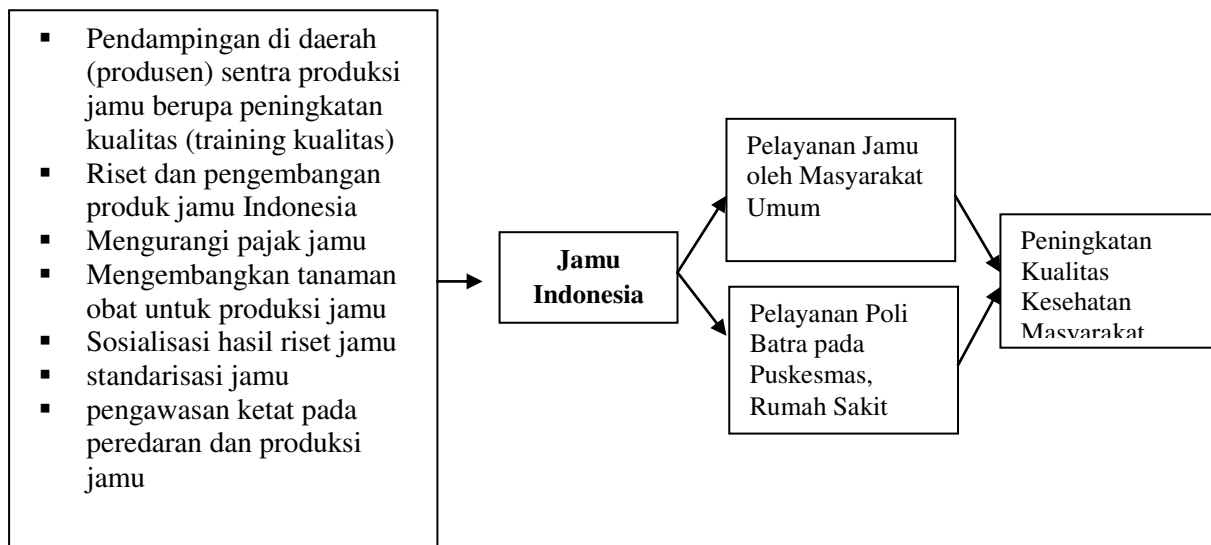 ▪ Pendampingan di daerah
(produsen) sentra produksi
jamu berupa peningkatan
kualitas (training kualitas)
▪ Riset dan pengembangan
produk jamu Indonesia
▪ Mengurangi pajak jamu
▪ Mengembangkan tanaman
obat untuk produksi jamu
▪ Sosialisasi hasil riset jamu
▪ standarisasi jamu
▪ pengawasan ketat pada
peredaran dan produksi
jamu
Jamu
Indonesia
Pelayanan Jamu
oleh Masyarakat
Umum
Pelayanan Poli
Batra pada
Puskesmas,
Rumah Sakit
Peningkatan
Kualitas
Kesehatan
Masyarakat